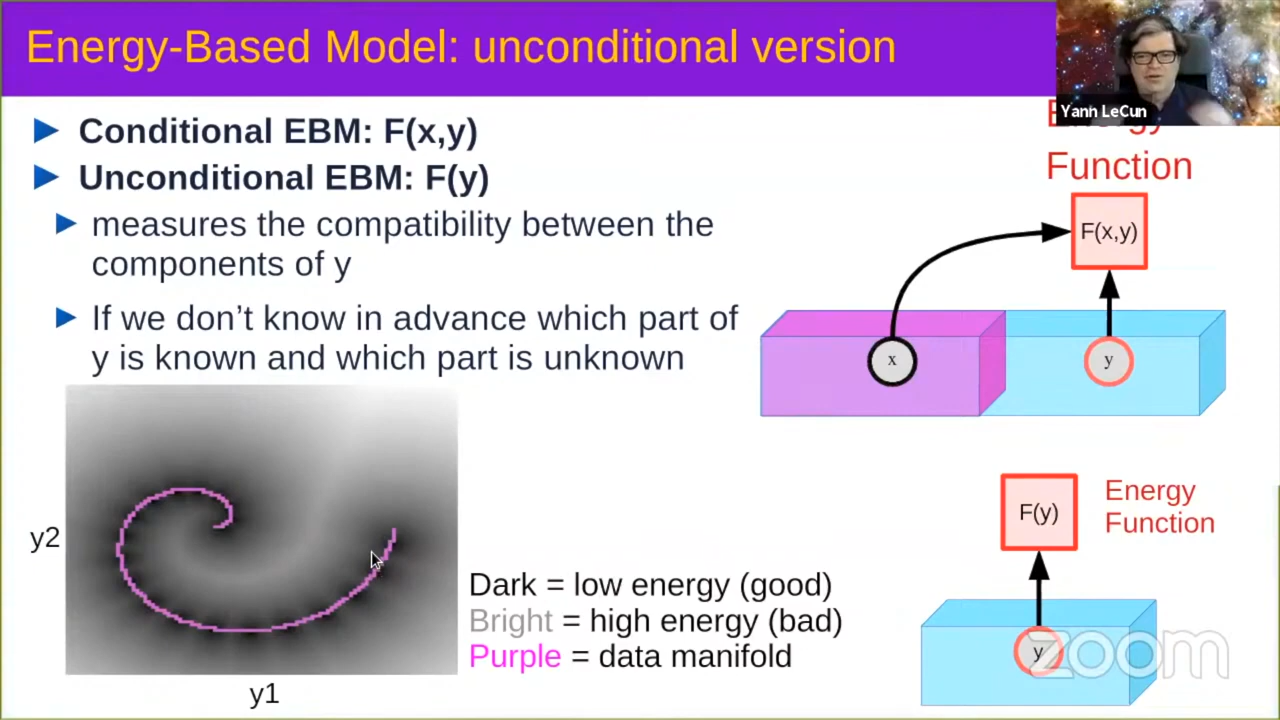 Energy-Based Model: unconditional version
Yann LeCun
Conditional EBM: F(x,y)
Unconditional EBM: F(y)
measures the compatibility between the
components of y
If we don't know in advance which part of
y is known and which part is unknown
Energy
Function
F(x,y)
x
y
y2
y1
Dark = low energy (good)
Bright = high energy (bad)
Purple = data manifold
F(y)
Energy
Function
y
zoom